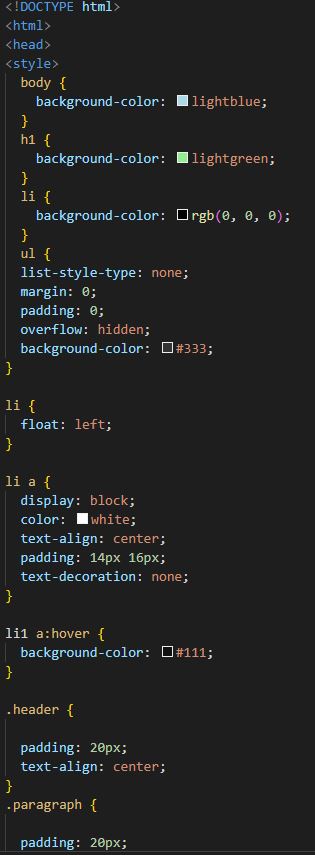 <!DOCTYPE html>
<html>
<head>
<style>
  body {
    background-color: lightblue;
  }
  h1 {
    background-color: lightgreen;
  }
  li {
    background-color: rgb(0, 0, 0);
  }
  ul {
  list-style-type: none;
  margin: 0;
  padding: 0;
  overflow: hidden;
  background-color: #333;
}

li {
  float: left;
}

li a {
  display: block;
  color: white;
  text-align: center;
  padding: 14px 16px;
  text-decoration: none;
}

li1 a:hover {
  background-color: #111;
}

.header {

  padding: 20px;
  text-align: center;
}
.paragraph {

  padding: 20px;